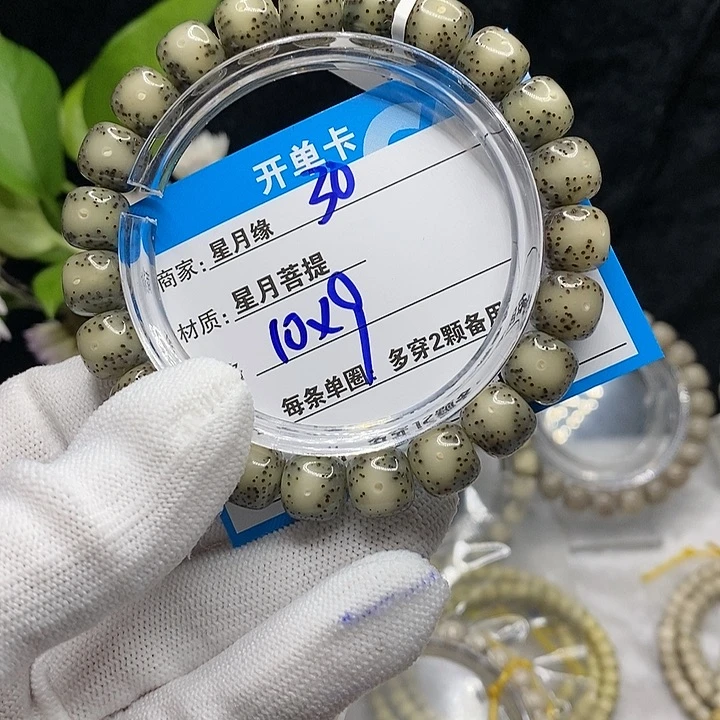 开单卡
30
商家：星月缘
材质：星月菩提
10x9
每条单圈，多穿2颗备用